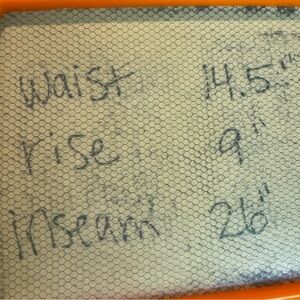 waist 14.5"
rise 9"
inseam 26"